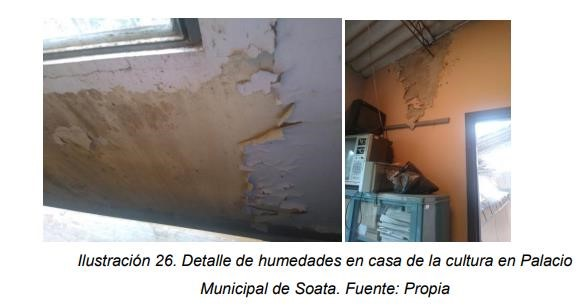 Ilustración 26. Detalle de humedades en casa de la cultura en Palacio
Municipal de Soata. Fuente: Propia